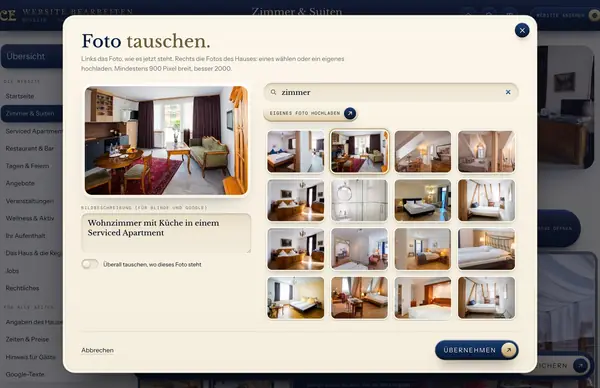 WEBSITE BEARBEITEN
Zimmer & Suiten
Übersicht
Startseite
Zimmer & Suiten
Serviced Apartment
Restaurant & Bar
Tagen & Feiern
Angebote
Veranstaltungen
Wellness & Aktiv
Ihr Aufenthalt
Das Haus & die Reg
Jobs
Rechtliches
Angaben des Hauses
Zeiten & Preise
Hinweis für Gäste
Google-Texte
Foto tauschen.
Links das Foto, wie es jetzt steht. Rechts die Fotos des Hauses: eines wählen oder ein eigenes
hochladen. Mindestens 900 Pixel breit, besser 2000.
zimmer
EIGENES FOTO HOCHLADEN
BILDBESCHREIBUNG (FÜR BLINDE UND GOOGLE)
Wohnzimmer mit Küche in einem
Serviced Apartment
Überall tauschen, wo dieses Foto steht
Abbrechen
ÜBERNEHMEN